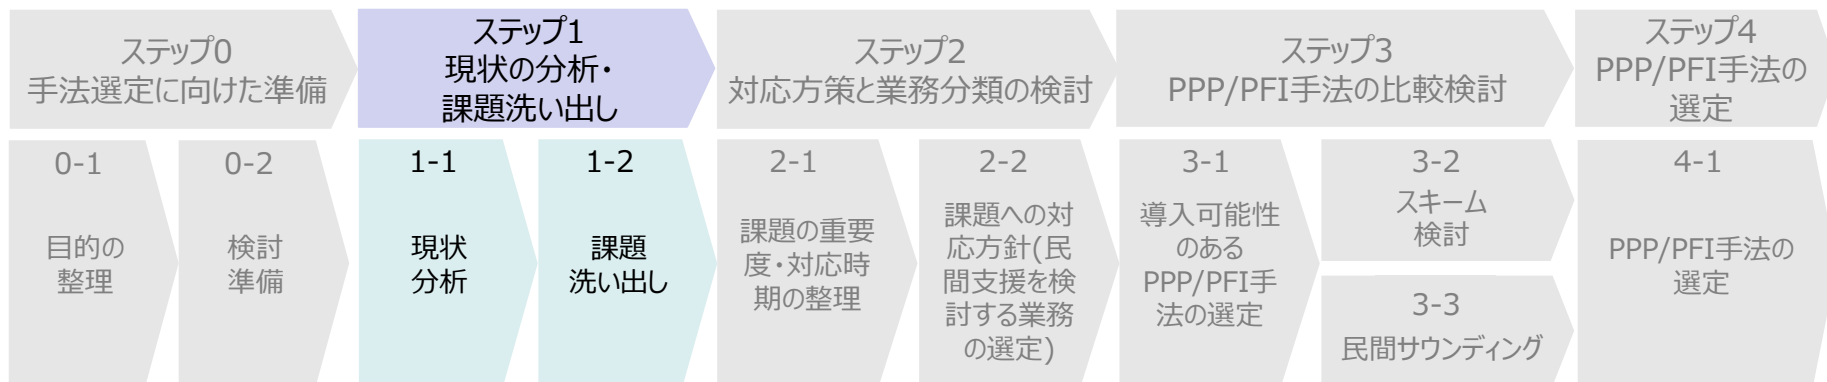 ステップ0
手法選定に向けた準備
ステップ1
現状の分析・
課題洗い出し
ステップ2
対応方策と業務分類の検討
ステップ3
PPP/PFI手法の比較検討
ステップ4
PPP/PFI手法の
選定
0-1
目的の
整理
0-2
検討
準備
1-1
現状
分析
1-2
課題
洗い出し
2-1
課題の重要
度・対応時
期の整理
2-2
課題への対
応方針(民
間支援を検
討する業務
の選定)
3-1
導入可能性
のある
PPP/PFI手
法の選定
3-2
スキーム
検討
3-3
民間サウンディング
4-1
PPP/PFI手法の
選定